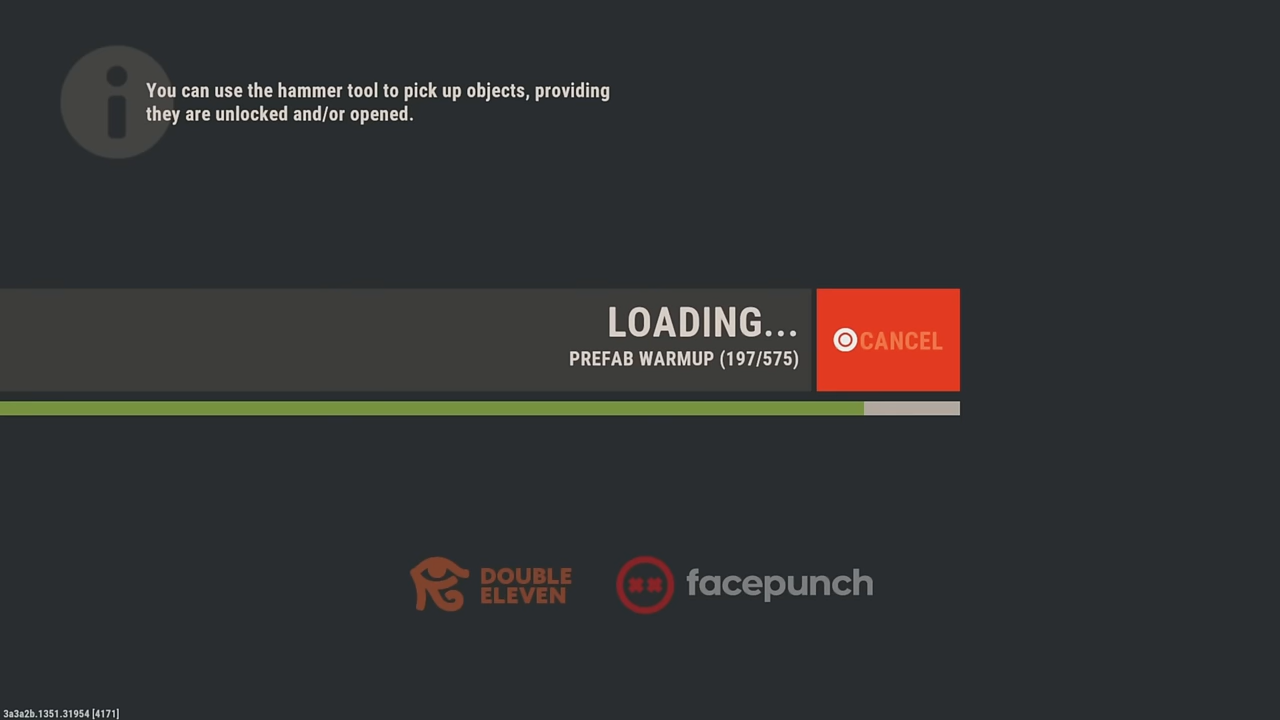 You can use the hammer tool to pick up objects, providing
they are unlocked and/or opened.
LOADING...
PREFAB WARMUP (197/575)
CANCEL
DOUBLE
ELEVEN
facepunch
3a3a2b.1351.31954 [4171]